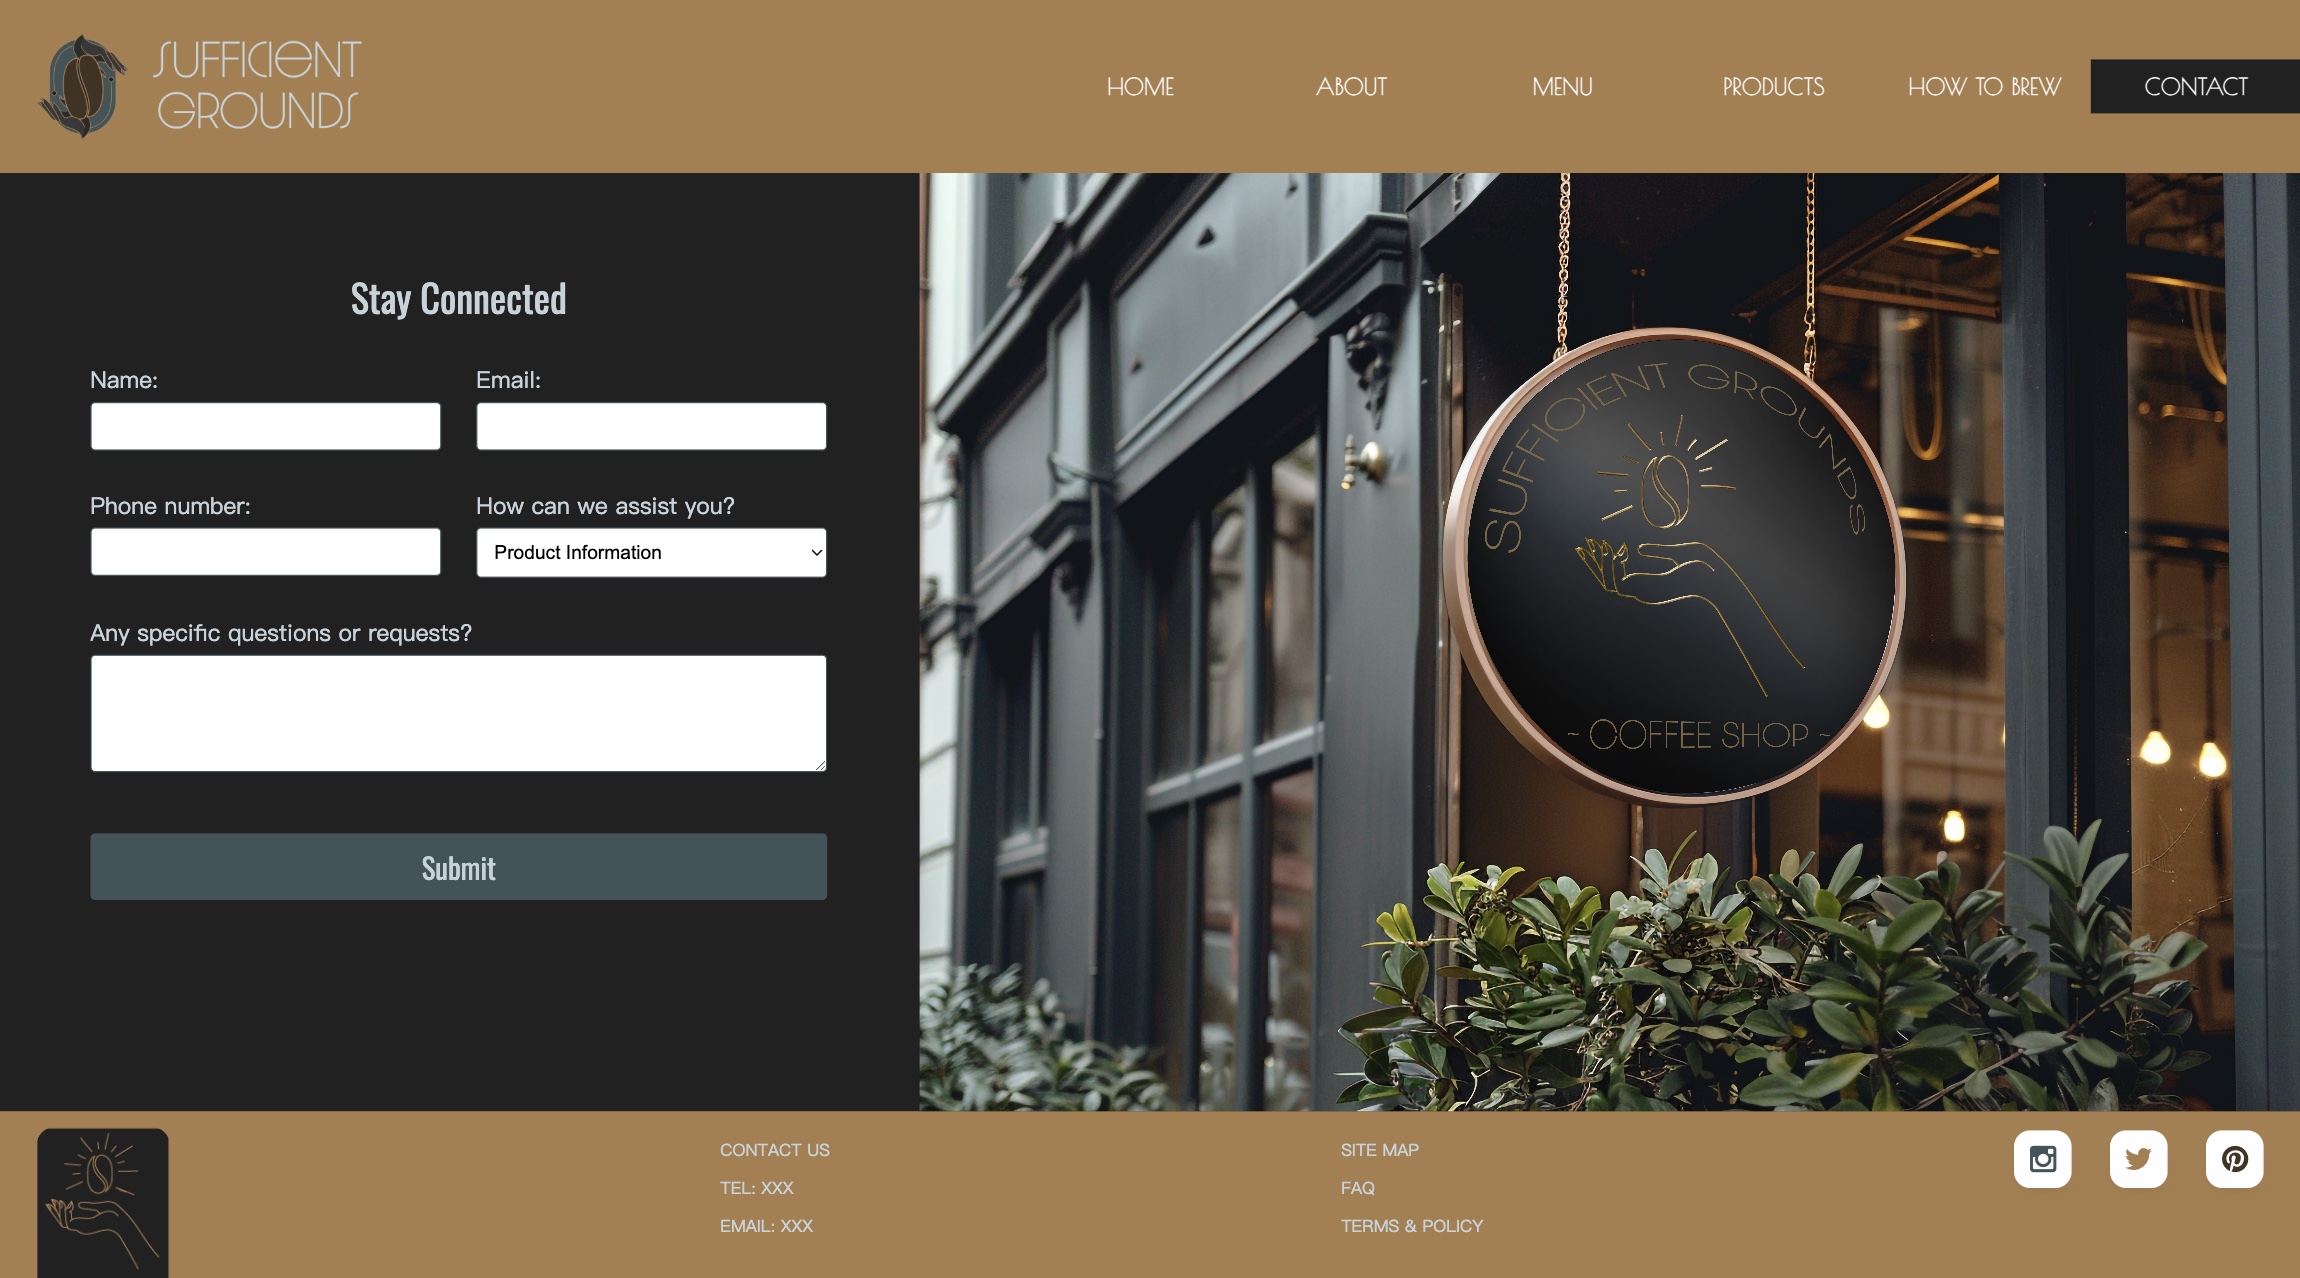 SUFFICIENT
GROUNDS
HOME
ABOUT
MENU
PRODUCTS
HOW TO BREW
CONTACT
Stay Connected
Name:
Email:
Phone number:
How can we assist you?
Product Information
Any specific questions or requests?
Submit
SUFFICIENT GROUNDS
~ COFFEE SHOP ~
CONTACT US
TEL: XXX
EMAIL: XXX
SITE MAP
FAQ
TERMS & POLICY